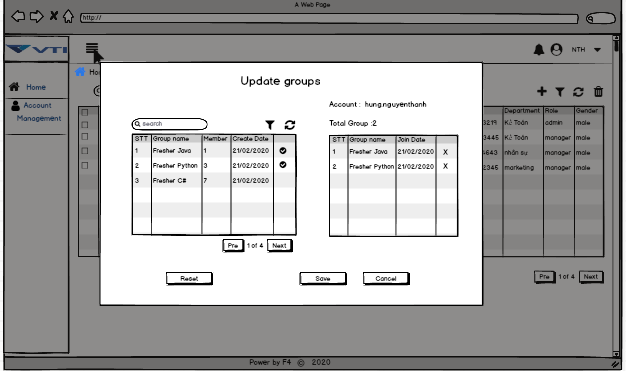 A Web Page
http://
VTI
NTH
Home
Account
Management
Ho
Update groups
Account : hungnguyenthanh
search
Total Group :2
STT Group name Member Create Date
1 Fresher Java 1 21/02/2020
2 Fresher Python 3 21/02/2020
3 Fresher C# 7 21/02/2020
Pre 1 of 4 Next
STT Group name Join Date
1 Fresher Java 21/02/2020 X
2 Fresher Python 21/02/2020 X
Reset Save Cancel
Department Role Gender
3219 Kế Toán admin male
3445 Kế Toán manager male
nhân sự manager male
2345 marketing manager male
Pre 1 of 4 Next
Power by F4 © 2020